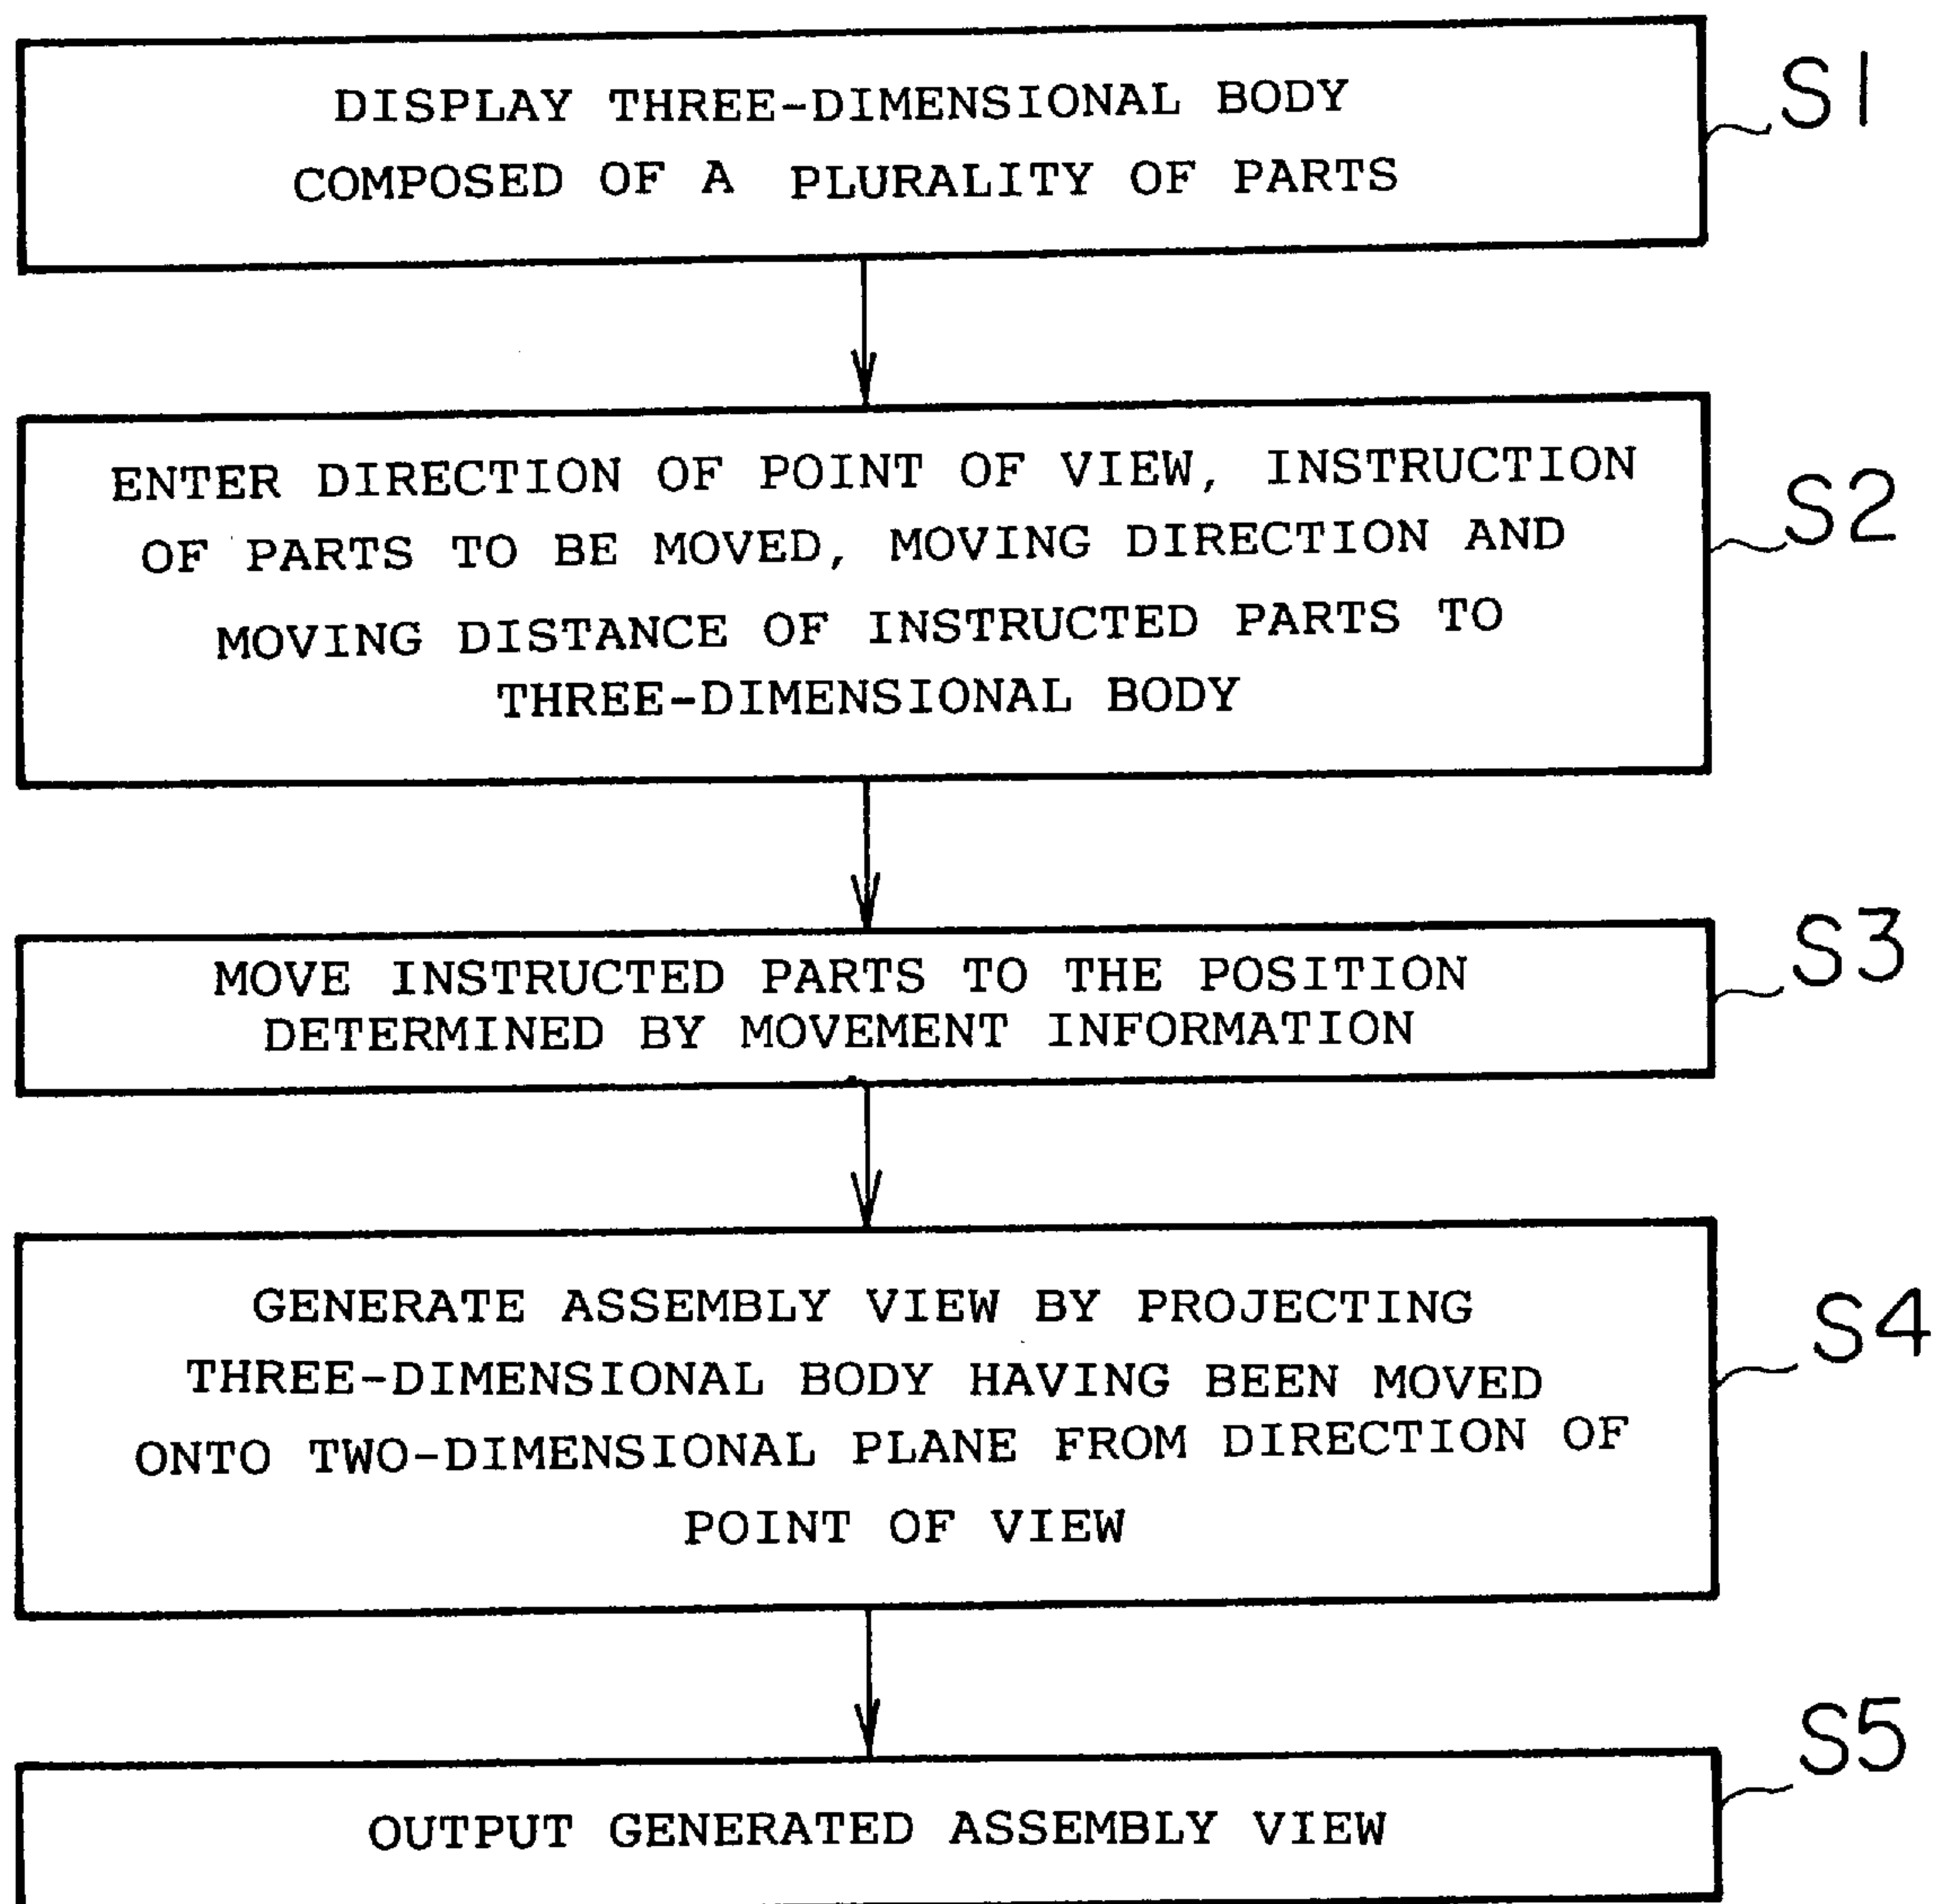 DISPLAY THREE-DIMENSIONAL BODY
COMPOSED OF A PLURALITY OF PARTS
S1
ENTER DIRECTION OF POINT OF VIEW, INSTRUCTION
OF PARTS TO BE MOVED, MOVING DIRECTION AND
MOVING DISTANCE OF INSTRUCTED PARTS TO
THREE-DIMENSIONAL BODY
S2
MOVE INSTRUCTED PARTS TO THE POSITION
DETERMINED BY MOVEMENT INFORMATION
S3
GENERATE ASSEMBLY VIEW BY PROJECTING
THREE-DIMENSIONAL BODY HAVING BEEN MOVED
ONTO TWO-DIMENSIONAL PLANE FROM DIRECTION OF
POINT OF VIEW
S4
OUTPUT GENERATED ASSEMBLY VIEW
S5